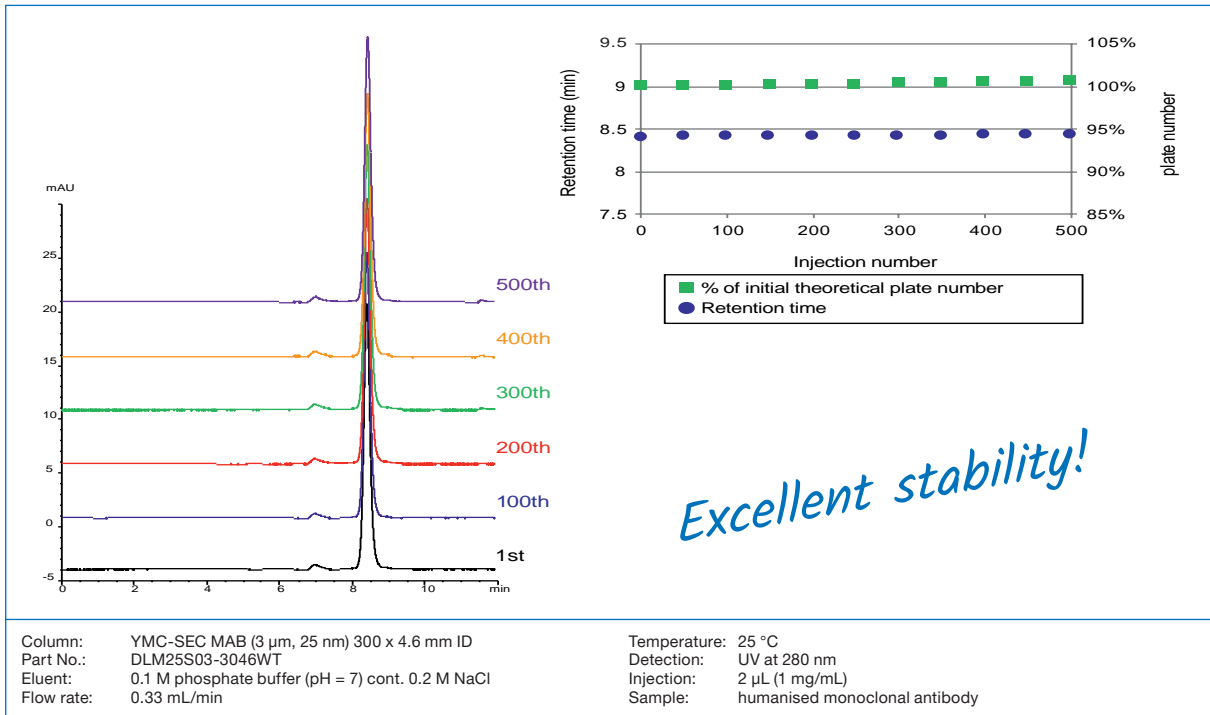 mAU
25
20
15
10
5
0
-5
0
2
4
6
8
10
min
500th
400th
300th
200th
100th
1st
9.5
9
8.5
8
7.5
Retention time (min)
105%
100%
95%
90%
85%
plate number
0
100
200
300
400
500
Injection number
% of initial theoretical plate number
Retention time
Excellent stability!
Column: YMC-SEC MAB (3 µm, 25 nm) 300 x 4.6 mm ID
Part No.: DLM25S03-3046WT
Eluent: 0.1 M phosphate buffer (pH = 7) cont. 0.2 M NaCl
Flow rate: 0.33 mL/min
Temperature: 25 °C
Detection: UV at 280 nm
Injection: 2 µL (1 mg/mL)
Sample: humanised monoclonal antibody